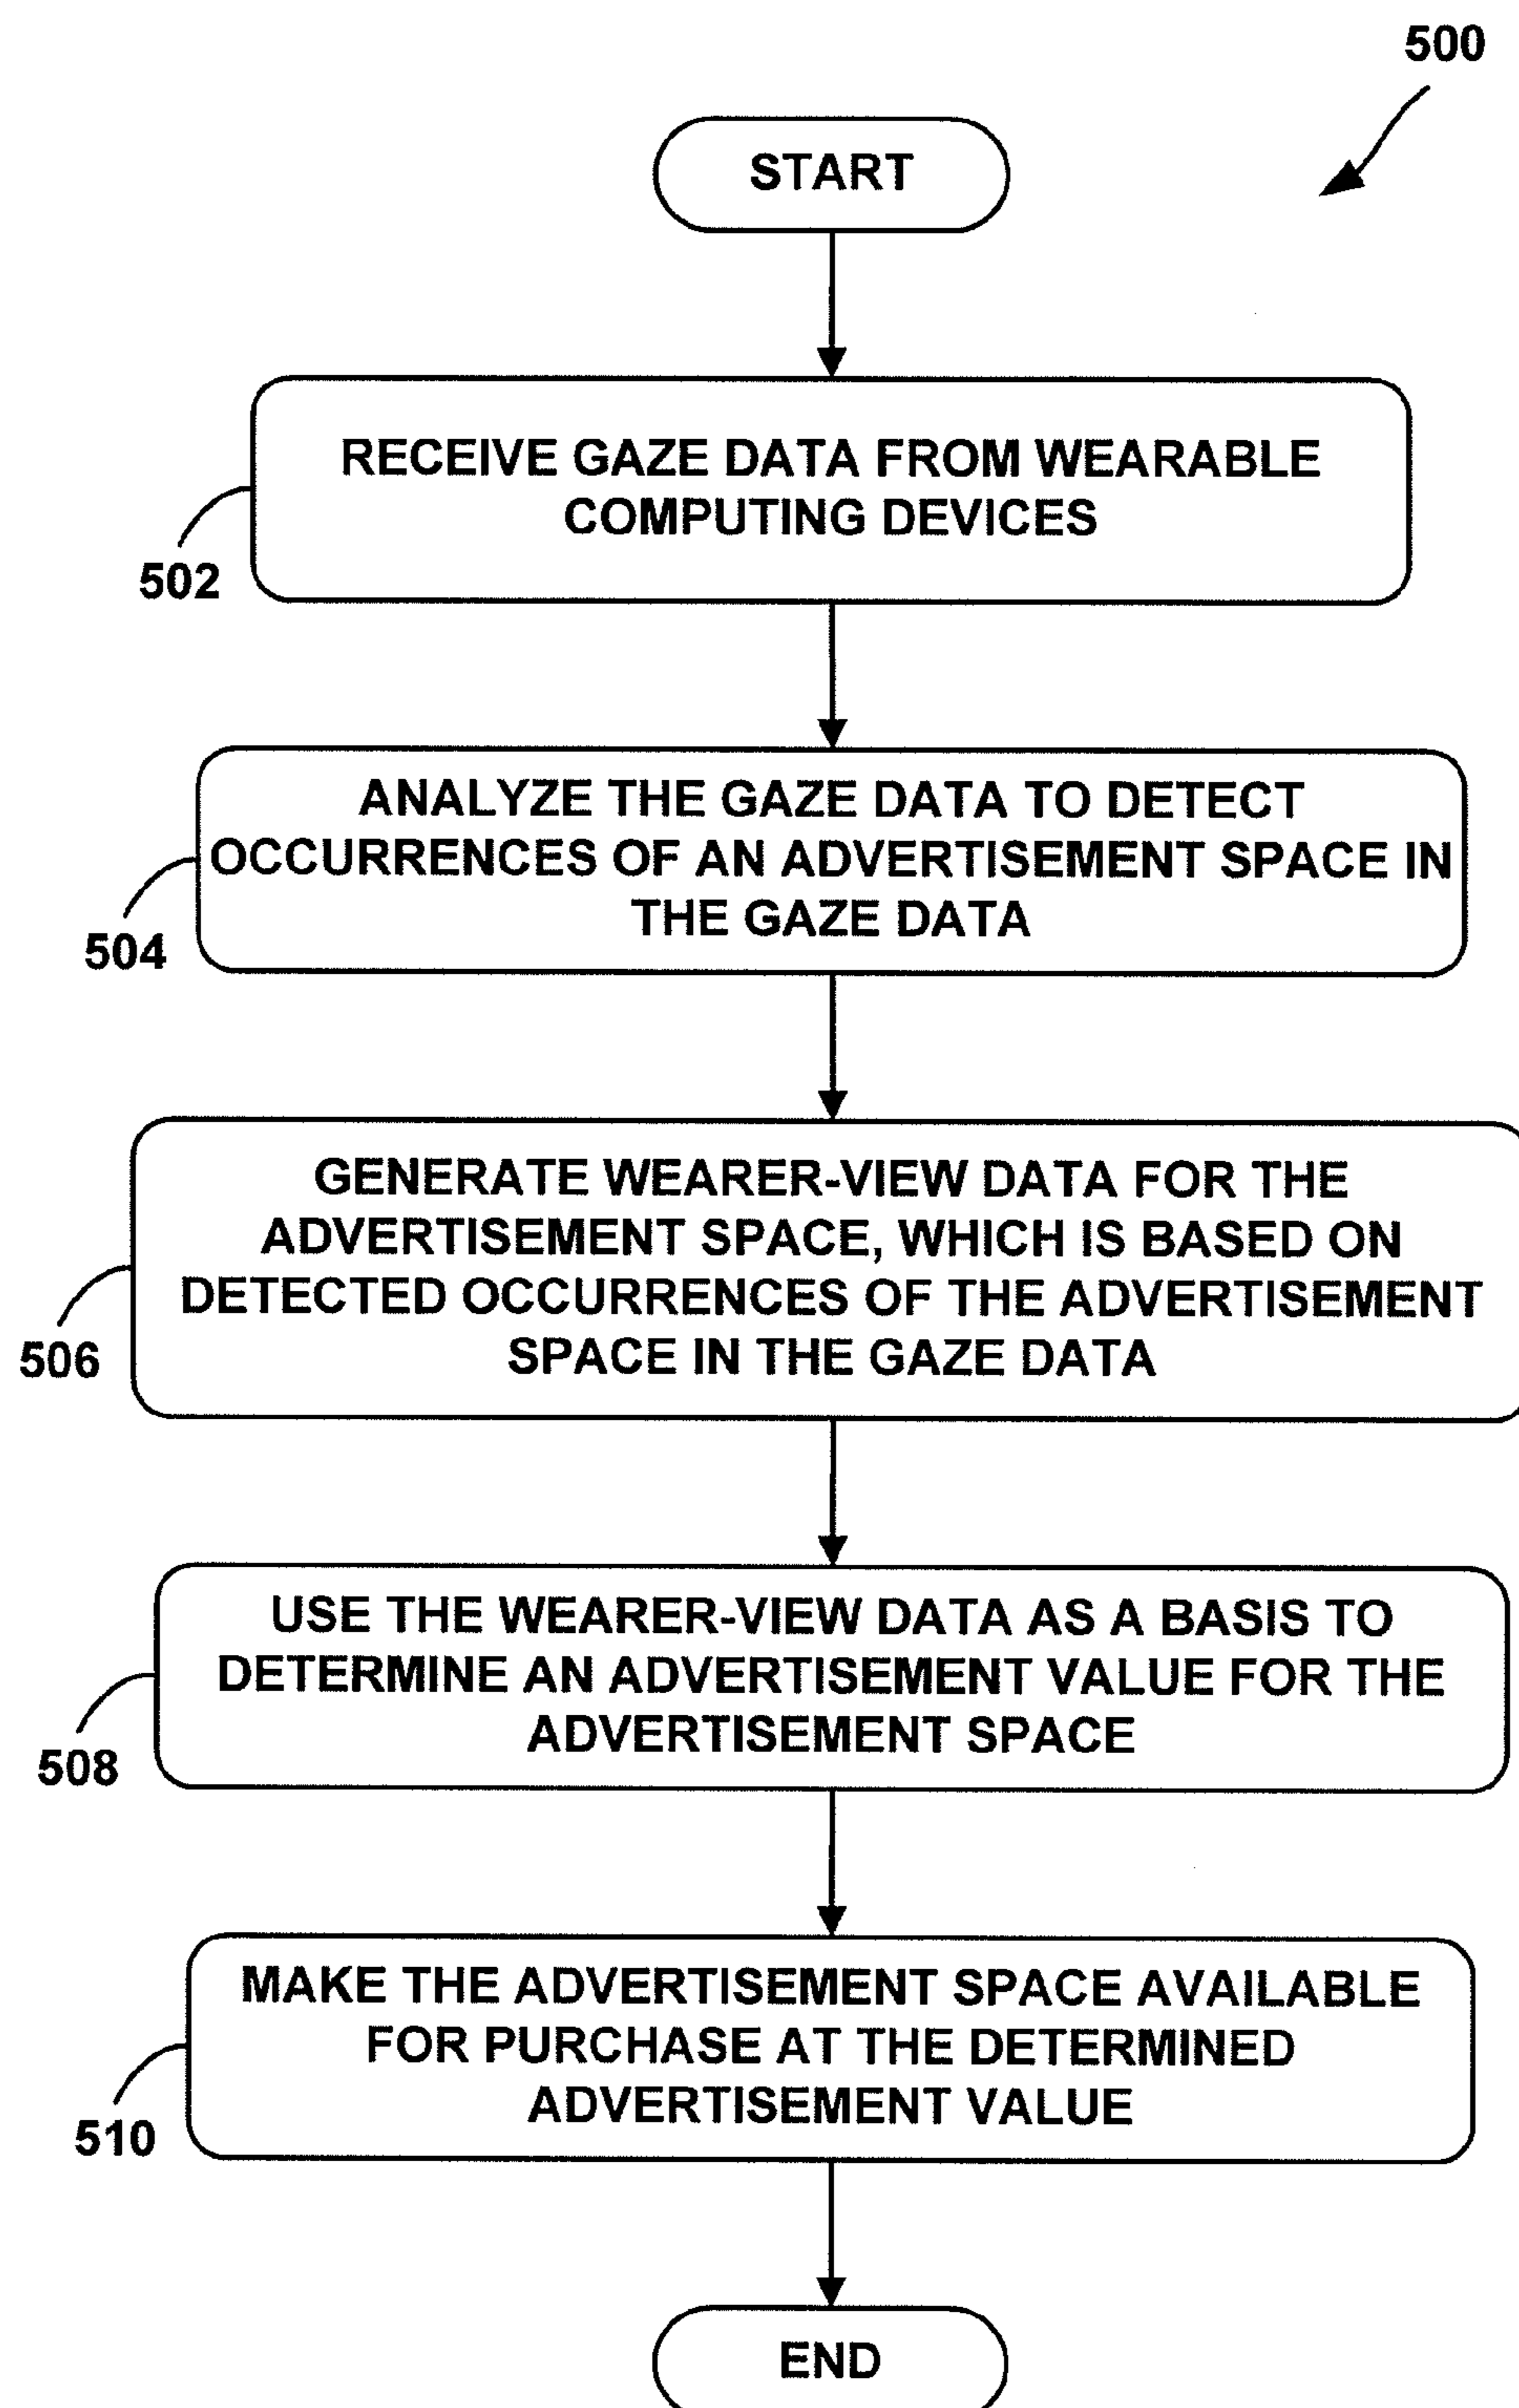 500
START
RECEIVE GAZE DATA FROM WEARABLE
COMPUTING DEVICES
502
ANALYZE THE GAZE DATA TO DETECT
OCCURRENCES OF AN ADVERTISEMENT SPACE IN
THE GAZE DATA
504
GENERATE WEARER-VIEW DATA FOR THE
ADVERTISEMENT SPACE, WHICH IS BASED ON
DETECTED OCCURRENCES OF THE ADVERTISEMENT
SPACE IN THE GAZE DATA
506
USE THE WEARER-VIEW DATA AS A BASIS TO
DETERMINE AN ADVERTISEMENT VALUE FOR THE
ADVERTISEMENT SPACE
508
MAKE THE ADVERTISEMENT SPACE AVAILABLE
FOR PURCHASE AT THE DETERMINED
ADVERTISEMENT VALUE
510
END